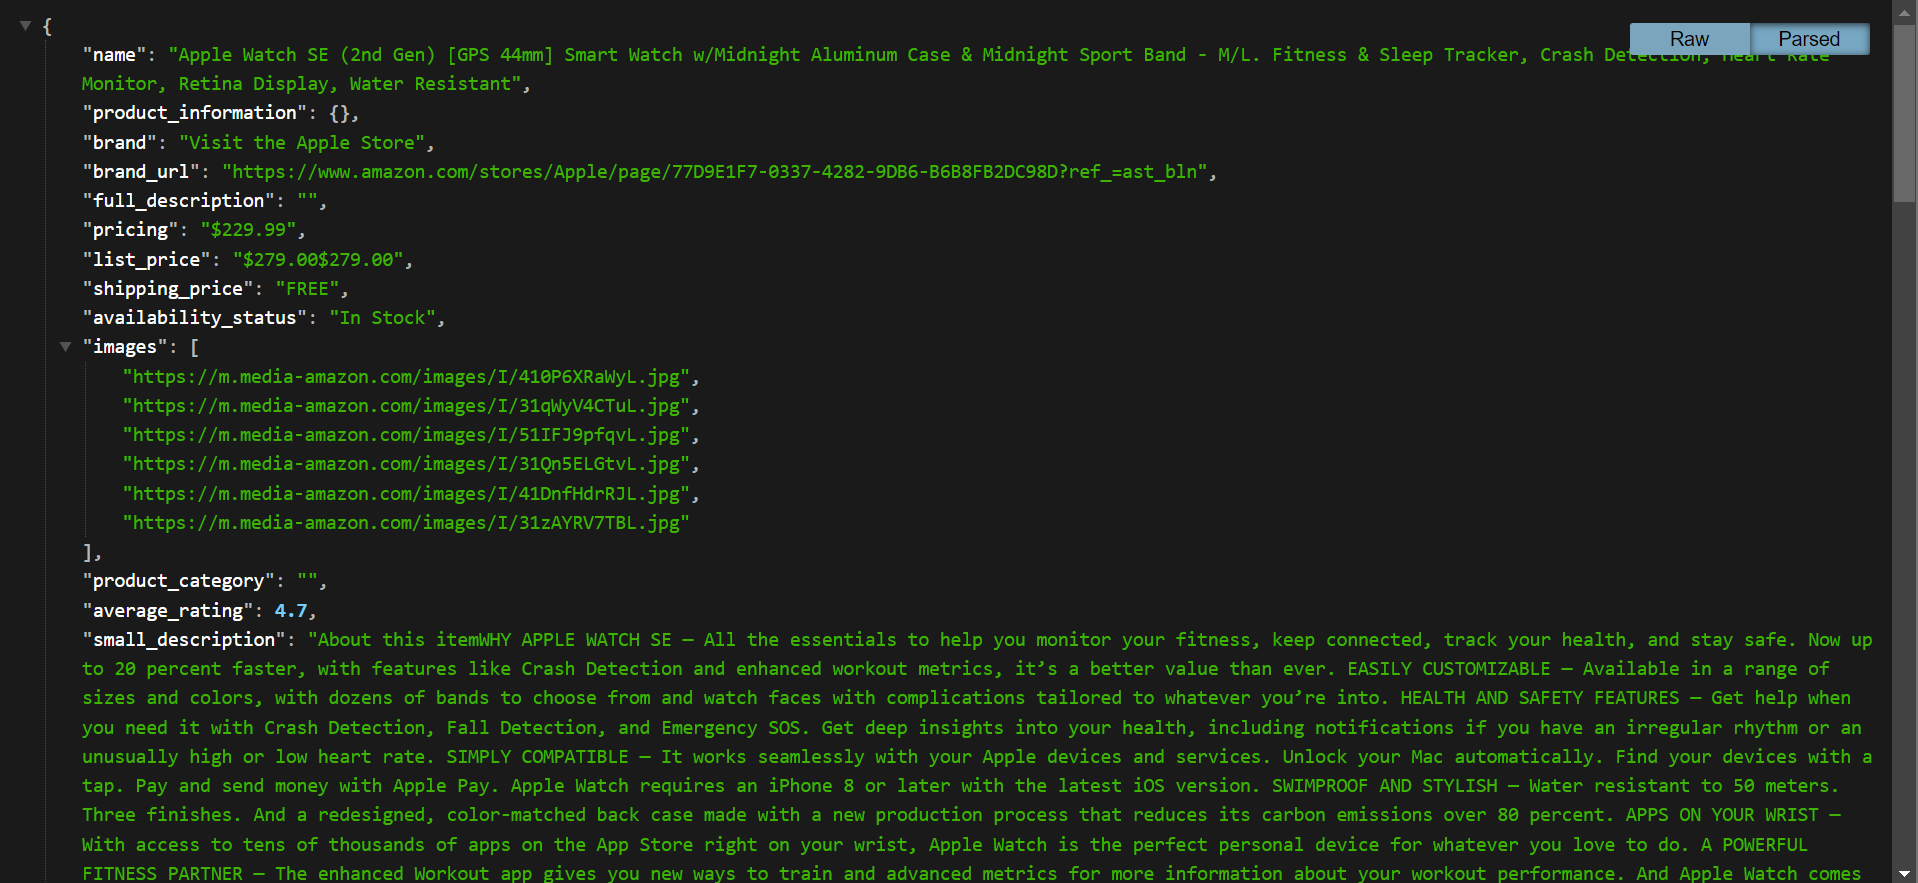 {
Raw Parsed
"name": "Apple Watch SE (2nd Gen) [GPS 44mm] Smart Watch w/Midnight Aluminum Case & Midnight Sport Band - M/L. Fitness & Sleep Tracker, Crash Detection, Heart Rate
Monitor, Retina Display, Water Resistant",
"product_information": {},
"brand": "Visit the Apple Store",
"brand_url": "https://www.amazon.com/stores/Apple/page/77D9E1F7-0337-4282-9DB6-B6B8FB2DC98D?ref_=ast_bln",
"full_description": "",
"pricing": "$229.99",
"list_price": "$279.00$279.00",
"shipping_price": "FREE",
"availability_status": "In Stock",
"images": [
"https://m.media-amazon.com/images/I/410P6XRaWyL.jpg",
"https://m.media-amazon.com/images/I/31qWyV4CTuL.jpg",
"https://m.media-amazon.com/images/I/51IFJ9pfqvL.jpg",
"https://m.media-amazon.com/images/I/31Qn5ELGtvL.jpg",
"https://m.media-amazon.com/images/I/41DnfHdrRJL.jpg",
"https://m.media-amazon.com/images/I/31zAYRV7TBL.jpg"
],
"product_category": "",
"average_rating": 4.7,
"small_description": "About this itemWHY APPLE WATCH SE — All the essentials to help you monitor your fitness, keep connected, track your health, and stay safe. Now up
to 20 percent faster, with features like Crash Detection and enhanced workout metrics, it’s a better value than ever. EASILY CUSTOMIZABLE — Available in a range of
sizes and colors, with dozens of bands to choose from and watch faces with complications tailored to whatever you’re into. HEALTH AND SAFETY FEATURES — Get help when
you need it with Crash Detection, Fall Detection, and Emergency SOS. Get deep insights into your health, including notifications if you have an irregular rhythm or an
unusually high or low heart rate. SIMPLY COMPATIBLE — It works seamlessly with your Apple devices and services. Unlock your Mac automatically. Find your devices with a
tap. Pay and send money with Apple Pay. Apple Watch requires an iPhone 8 or later with the latest iOS version. SWIMPROOF AND STYLISH — Water resistant to 50 meters.
Three finishes. And a redesigned, color-matched back case made with a new production process that reduces its carbon emissions over 80 percent. APPS ON YOUR WRIST —
With access to tens of thousands of apps on the App Store right on your wrist, Apple Watch is the perfect personal device for whatever you love to do. A POWERFUL
FITNESS PARTNER — The enhanced Workout app gives you new ways to train and advanced metrics for more information about your workout performance. And Apple Watch comes